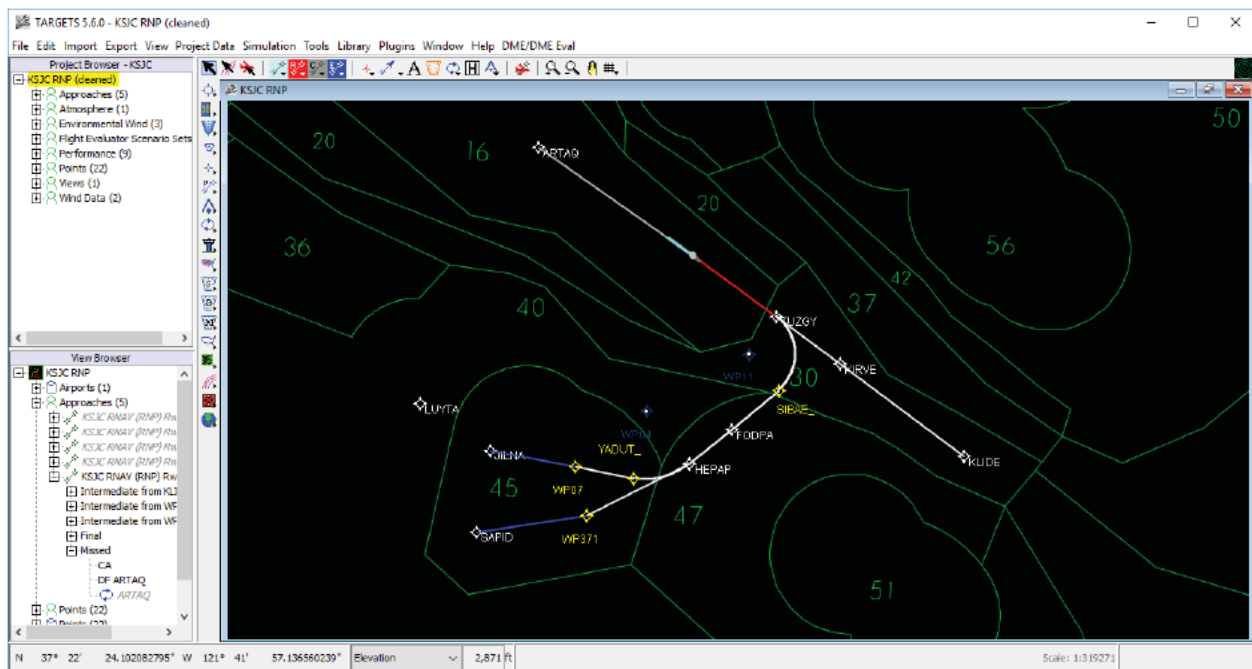 TARGETS 5.6.0 - KSJC RNP (cleaned)
File Edit Import Export View Project Data Simulation Tools Library Plugins Window Help DME/DME Eval
Project Browser - KSJC
KSJC RNP (cleaned)
Approaches (5)
Atmosphere (1)
Environmental Wind (3)
Flight Evaluator Scenario Sets
Performance (9)
Points (22)
Views (1)
Wind Data (2)
View Browser
KSJC RNP
Airports (1)
Approaches (5)
KSJC RNAV (RNP) Rw
KSJC RNAV (RNP) Rw
KSJC RNAV (RNP) Rw
KSJC RNAV (RNP) Rw
KSJC RNAV (RNP) Rw
Intermediate from KLI
Intermediate from WP
Intermediate from WP
Final
Missed
CA
DF ARTAQ
ARTAQ
Points (22)
KSJC RNP
50
20
16
ARTAQ
20
36
56
42
37
40
TUZGY
KIRVE
WP11
30
SIBAE_
LUYTA
WP04
FODPA
YADUT_
JILNA
HEPAP
KLIDE
WP07
45
47
WP371
SAPID
51
N 37° 22' 24.102082795" W 121° 41' 57.136560239" Elevation 2,871 ft Scale: 1:319271